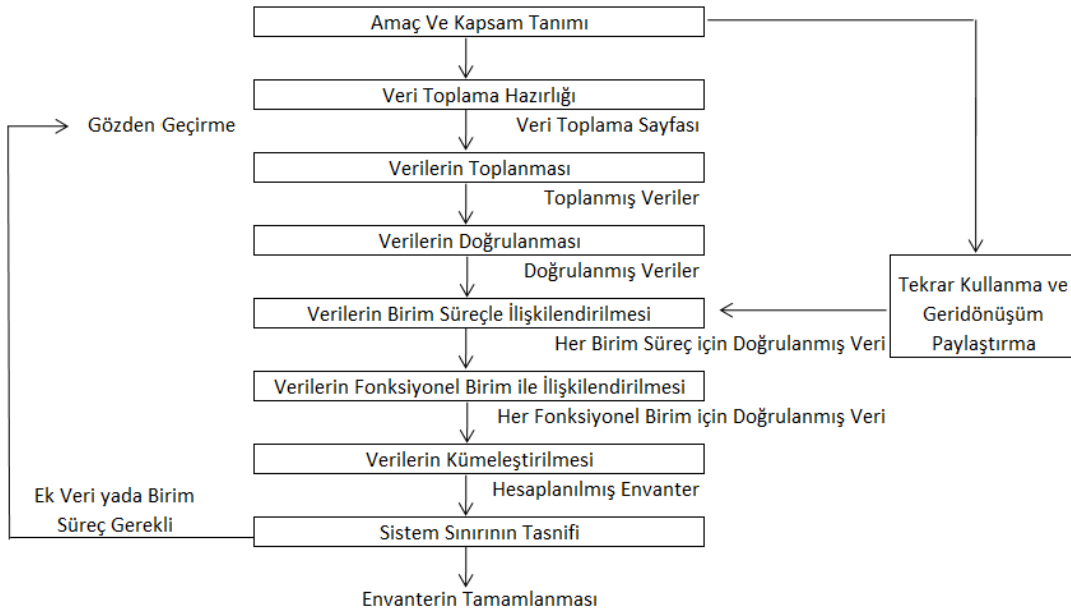 Amaç Ve Kapsam Tanımı
Veri Toplama Hazırlığı
Gözden Geçirme
Veri Toplama Sayfası
Verilerin Toplanması
Toplanmış Veriler
Verilerin Doğrulanması
Doğrulanmış Veriler
Tekrar Kullanma ve
Geridönüşüm
Paylaştırma
Verilerin Birim Süreçle İlişkilendirilmesi
Her Birim Süreç için Doğrulanmış Veri
Verilerin Fonksiyonel Birim ile İlişkilendirilmesi
Her Fonksiyonel Birim için Doğrulanmış Veri
Verilerin Kümeleştirilmesi
Hesaplanılmış Envanter
Ek Veri yada Birim
Süreç Gerekli
Sistem Sınırının Tasnifi
Envanterin Tamamlanması